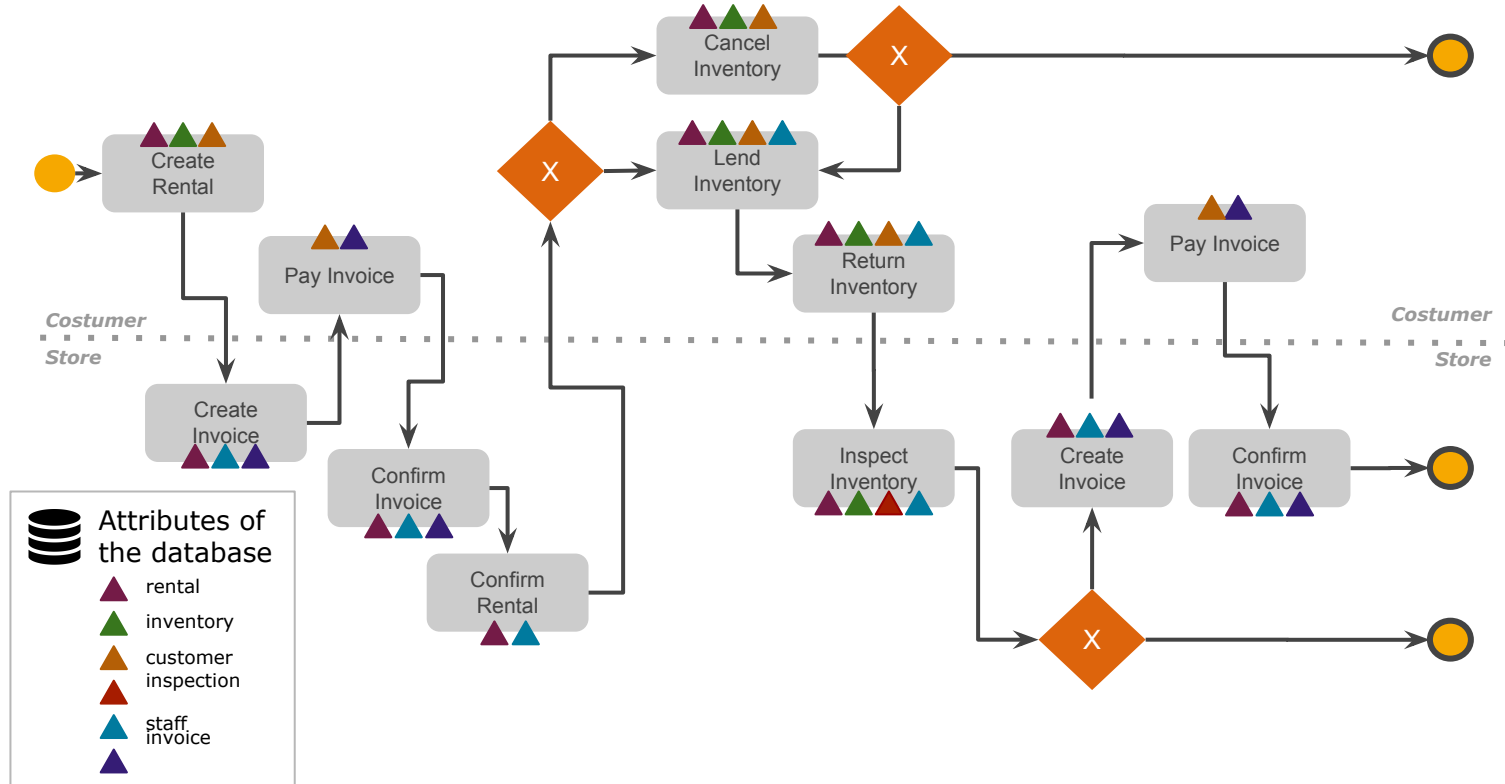 Cancel
Inventory
X
Create
Rental
X
Lend
Inventory
Pay Invoice
Return
Inventory
Pay Invoice
Costumer
Costumer
Store
Store
Create
Invoice
Confirm
Invoice
Inspect
Inventory
Create
Invoice
Confirm
Invoice
Confirm
Rental
X
Attributes of
the database
rental
inventory
customer
inspection
staff
invoice